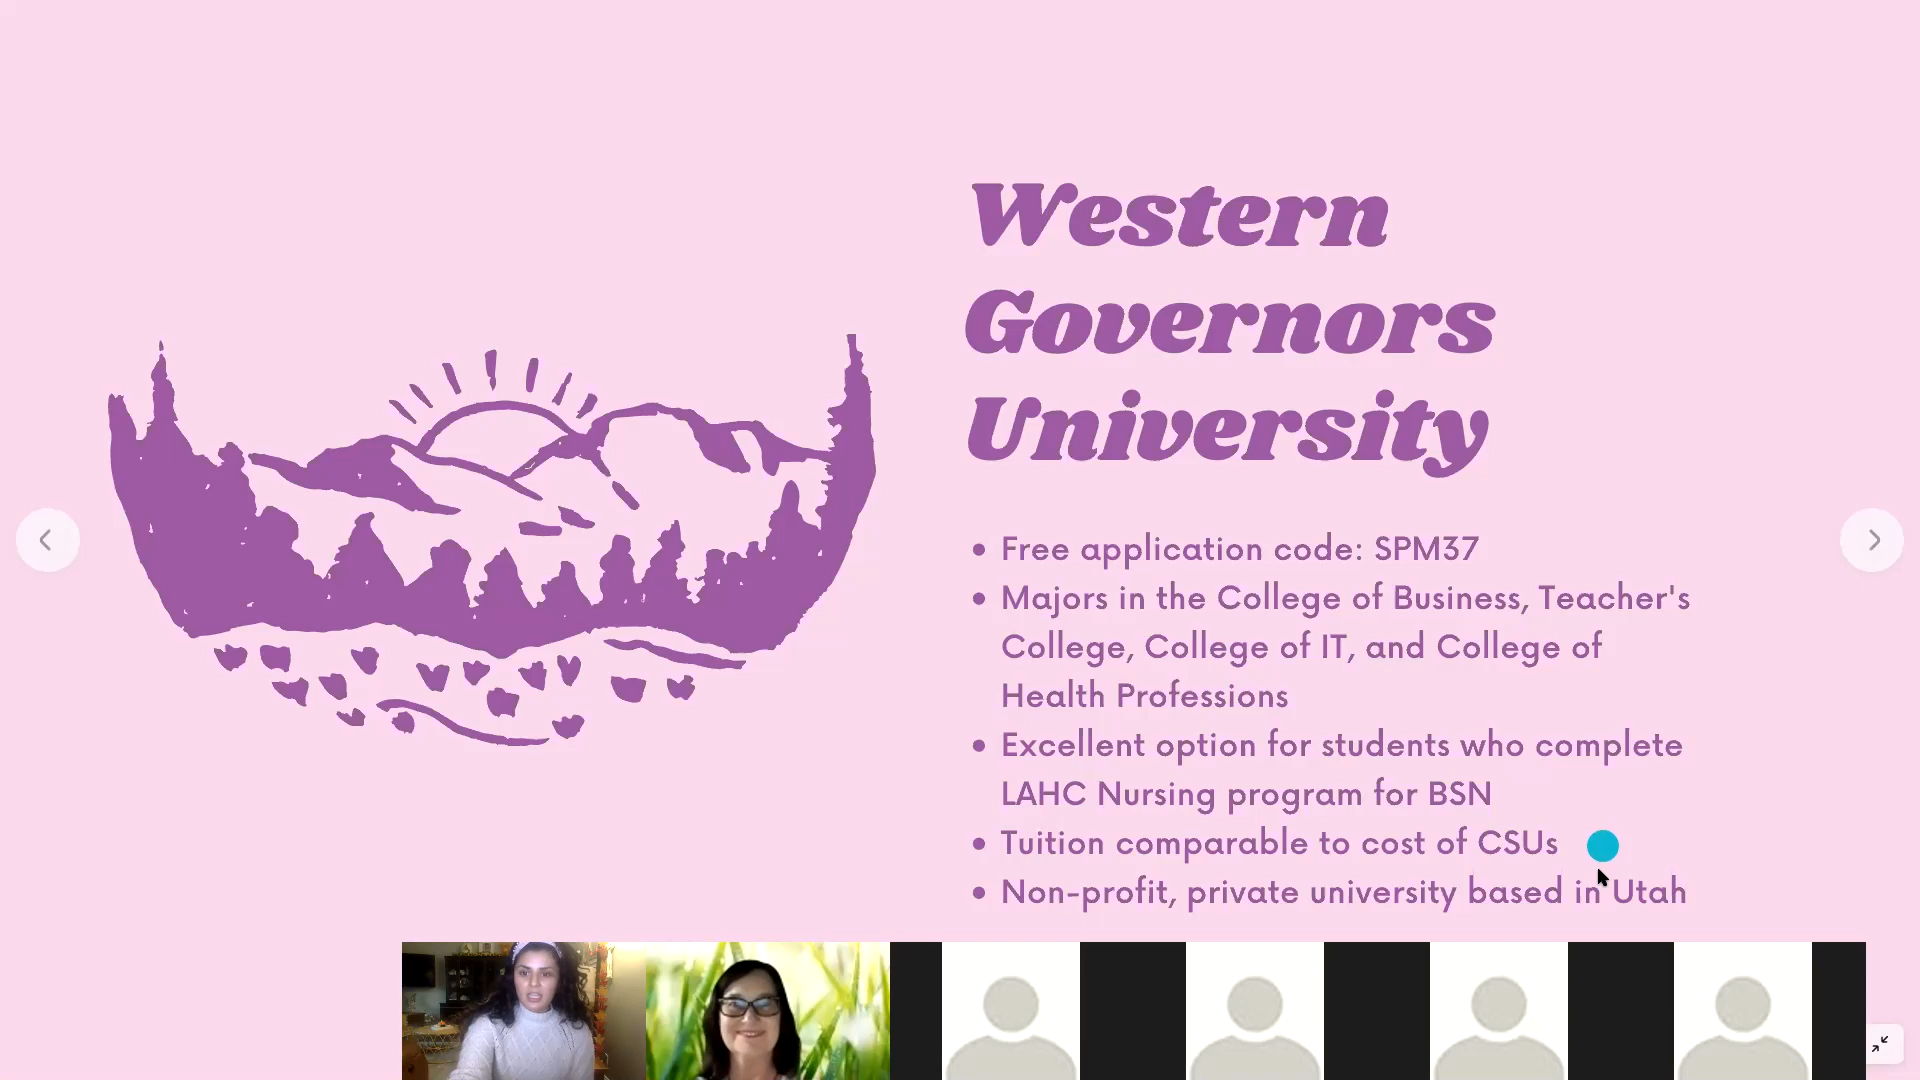 Western
Governors
University
Free application code: SPM37
Majors in the College of Business, Teacher's
College, College of IT, and College of
Health Professions
Excellent option for students who complete
LAHC Nursing program for BSN
Tuition comparable to cost of CSUs
Non-profit, private university based in Utah